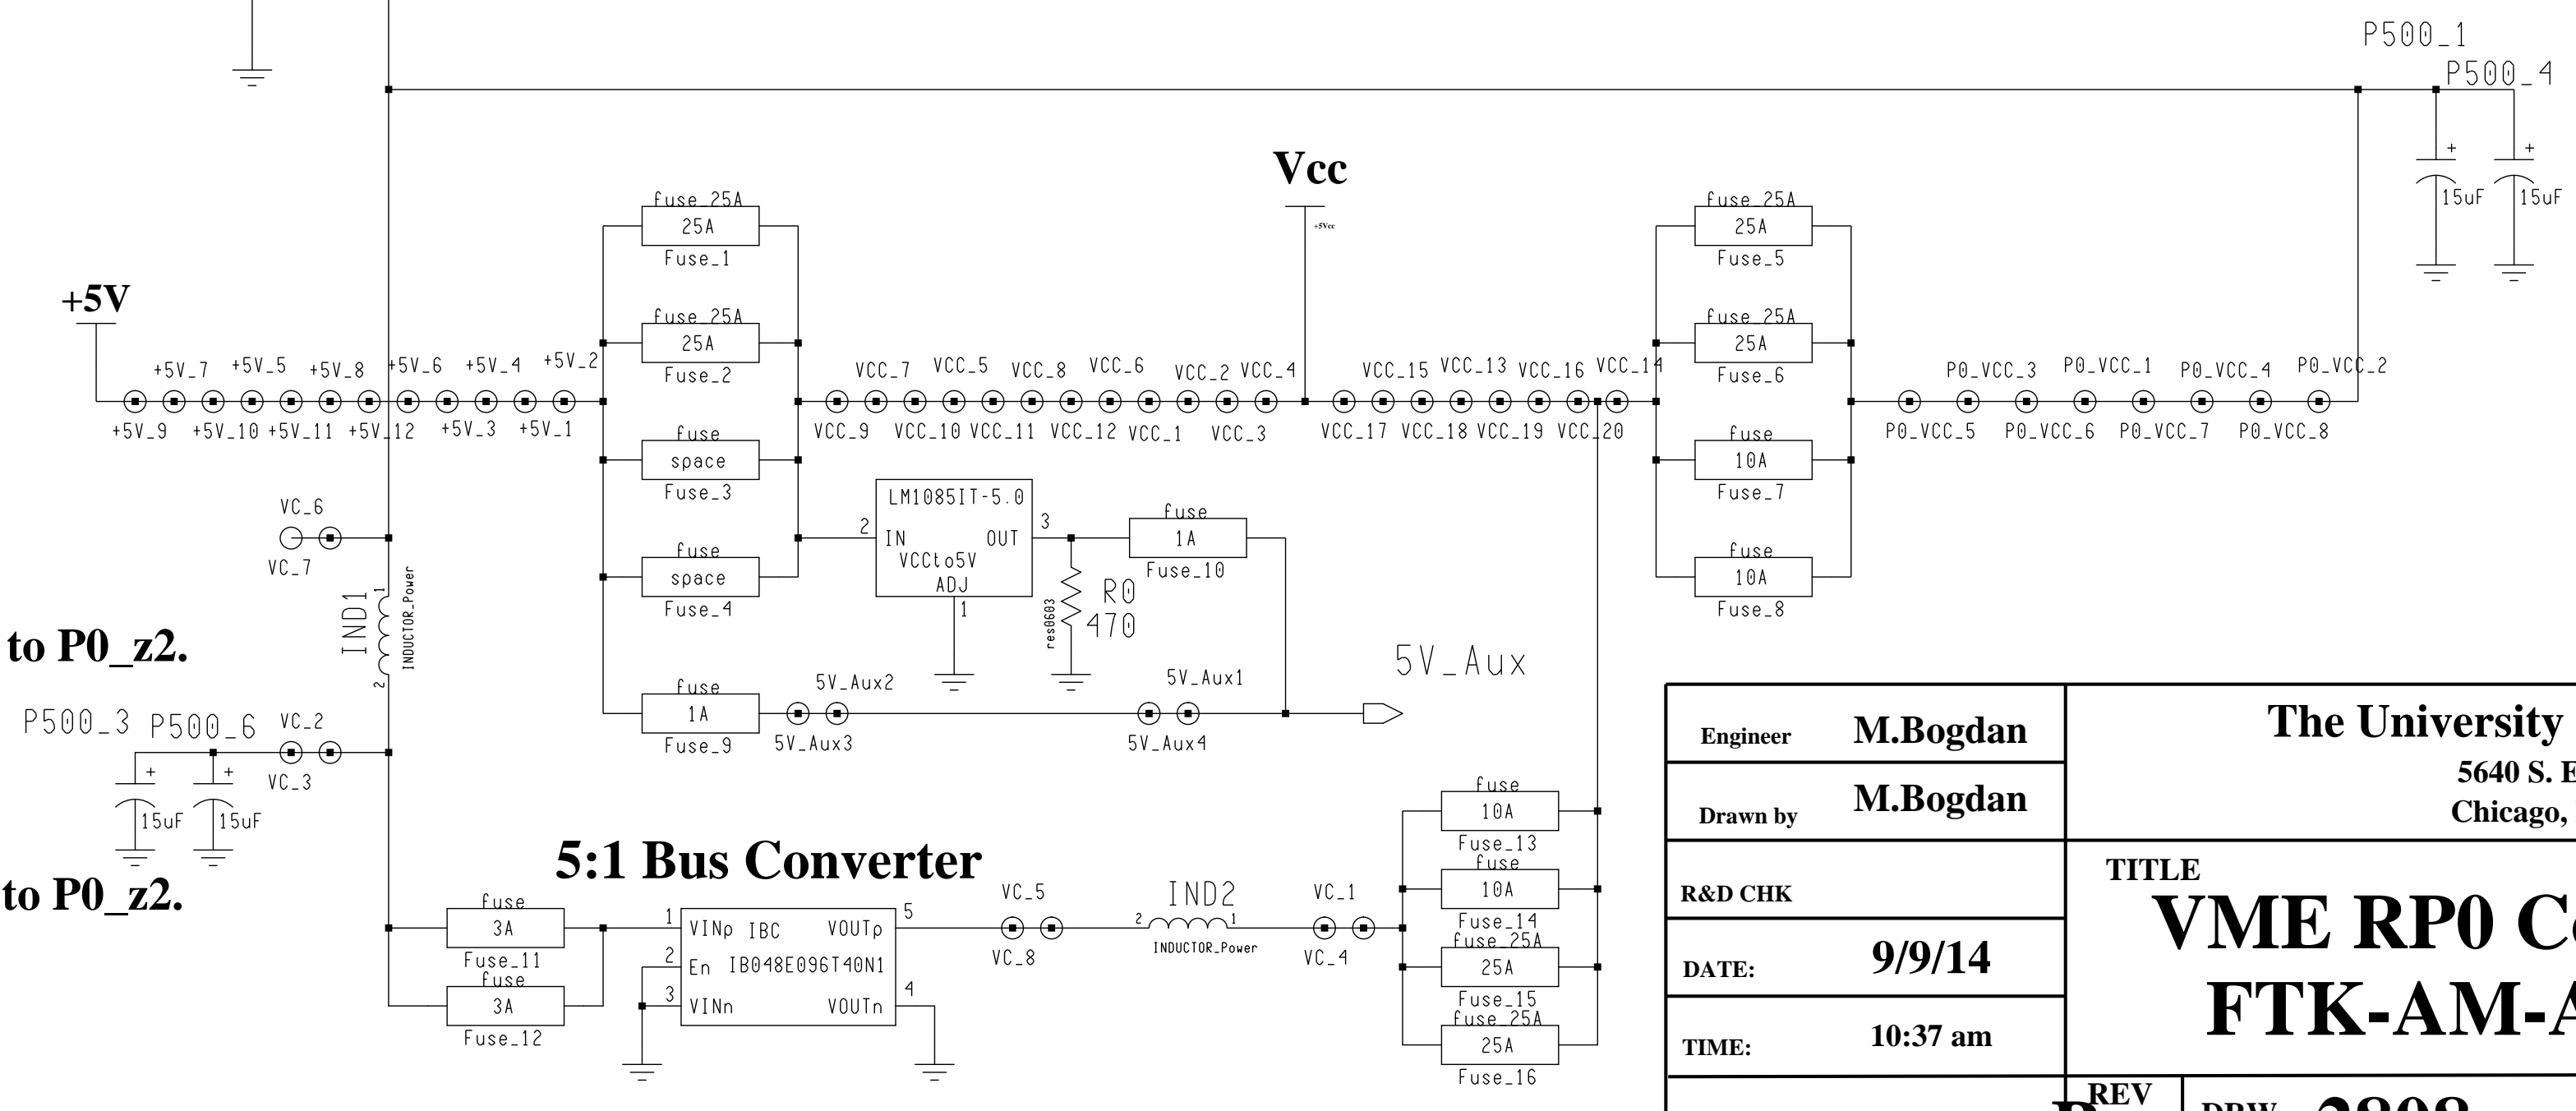 P500_1
P500_4
+
+
15uF
15uF
Vcc
+5Vcc
fuse_25A
25A
Fuse_1
fuse_25A
25A
Fuse_2
fuse
space
Fuse_3
fuse
space
Fuse_4
fuse
1A
Fuse_9
fuse_25A
25A
Fuse_5
fuse_25A
25A
Fuse_6
fuse
10A
Fuse_7
fuse
10A
Fuse_8
+5V
+5V_7
+5V_5
+5V_8
+5V_6
+5V_4
+5V_2
+5V_9
+5V_10
+5V_11
+5V_12
+5V_3
+5V_1
VCC_7
VCC_5
VCC_8
VCC_6
VCC_2
VCC_4
VCC_9
VCC_10
VCC_11
VCC_12
VCC_1
VCC_3
VCC_15
VCC_13
VCC_16
VCC_14
VCC_17
VCC_18
VCC_19
VCC_20
P0_VCC_3
P0_VCC_1
P0_VCC_4
P0_VCC_2
P0_VCC_5
P0_VCC_6
P0_VCC_7
P0_VCC_8
LM1085IT-5.0
2
IN
OUT
3
VCCto5V
ADJ
1
fuse
1A
Fuse_10
res0603
R0
470
5V_Aux2
5V_Aux3
5V_Aux1
5V_Aux4
5V_Aux
VC_6
VC_7
IND1
1
2
INDUCTOR_Power
to P0_z2.
P500_3
P500_6
VC_2
VC_3
+
+
15uF
15uF
to P0_z2.
5:1 Bus Converter
fuse
3A
Fuse_11
fuse
3A
Fuse_12
1
VINp
IBC
VOUTp
5
2
En
IB048E096T40N1
3
VINn
VOUTn
4
VC_5
VC_8
IND2
2
1
INDUCTOR_Power
VC_1
VC_4
fuse
10A
Fuse_13
fuse
10A
Fuse_14
fuse_25A
25A
Fuse_15
fuse_25A
25A
Fuse_16
Engineer
M.Bogdan
Drawn by
M.Bogdan
R&D CHK
DATE:
9/9/14
TIME:
10:37 am
The University
5640 S. E
Chicago,
TITLE
VME RP0 Co
FTK-AM-A
REV